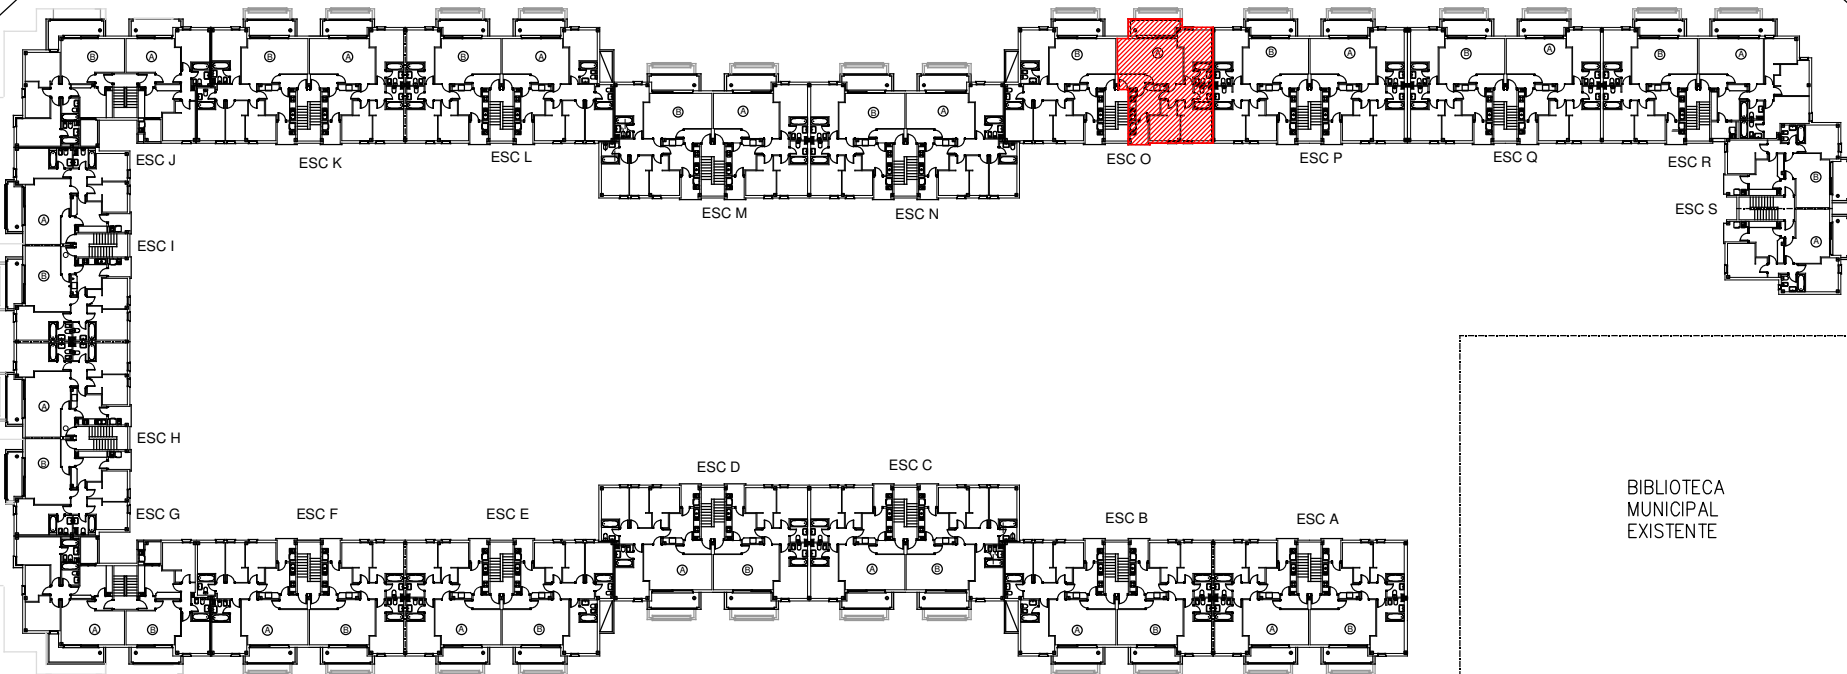 B
A
B
A
B
A
B
A
B
A
B
A
B
A
B
A
B
A
B
A
ESC J
ESC K
ESC L
ESC M
ESC N
ESC O
ESC P
ESC Q
ESC R
B
A
ESC S
A
ESC I
B
A
ESC H
B
ESC G
ESC F
ESC E
ESC D
ESC C
ESC B
ESC A
A
B
A
B
A
B
A
B
A
B
A
B
A
B
BIBLIOTECA
MUNICIPAL
EXISTENTE